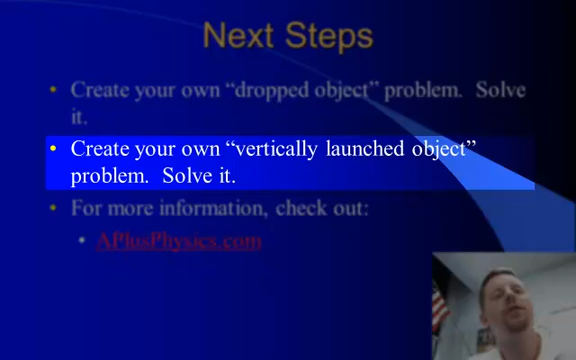 Next Steps
• Create your own “dropped object” problem. Solve
it.
• Create your own “vertically launched object”
problem. Solve it.
• For more information, check out:
• APlusPhysics.com